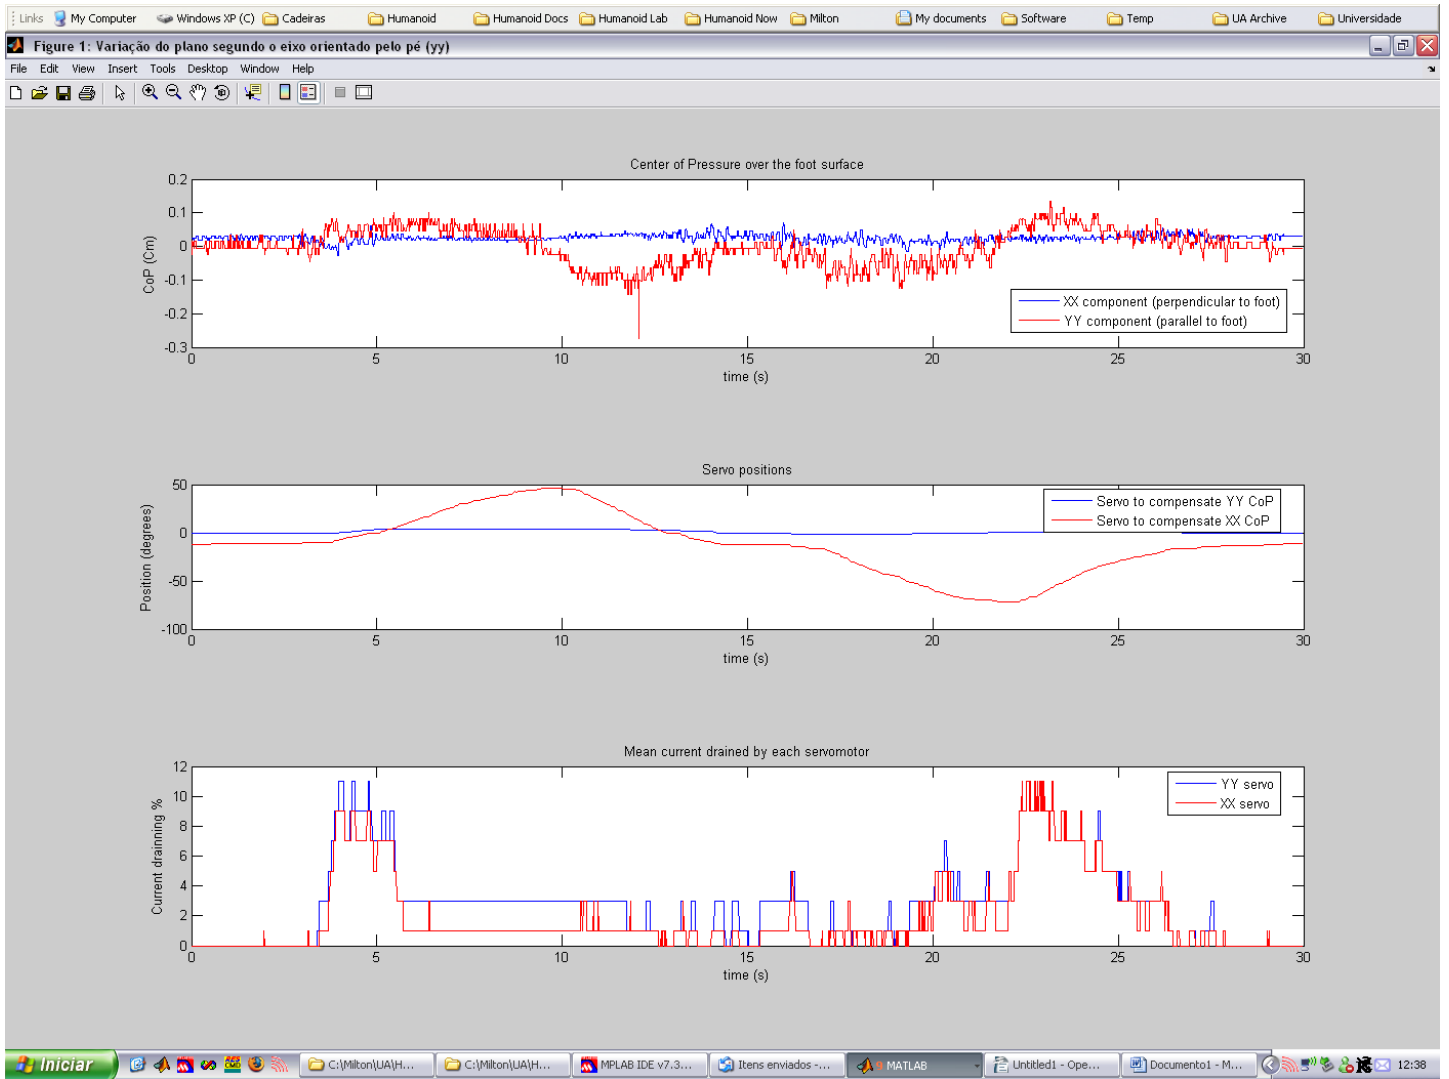 Links My Computer Windows XP (C) Cadeiras Humanoid Humanoid Docs Humanoid Lab Humanoid Now Milton My documents Software Temp UA Archive Universidade
Figure 1: Variação do plano segundo o eixo orientado pelo pé (yy)
File Edit View Insert Tools Desktop Window Help
Center of Pressure over the foot surface
0.2
0.1
0
-0.1
-0.2
-0.3
CoP (Cm)
XX component (perpendicular to foot)
YY component (parallel to foot)
0 5 10 15 20 25 30
time (s)
Servo positions
50
0
-50
-100
Position (degrees)
Servo to compensate YY CoP
Servo to compensate XX CoP
0 5 10 15 20 25 30
time (s)
Mean current drained by each servomotor
12
10
8
6
4
2
0
Current drainning %
YY servo
XX servo
0 5 10 15 20 25 30
time (s)
Iniciar C:\Milton\UA\H... C:\Milton\UA\H... MPLAB IDE v7.3... Itens enviados -... 9 MATLAB Untitled1 - Ope... Documento1 - M... 12:38